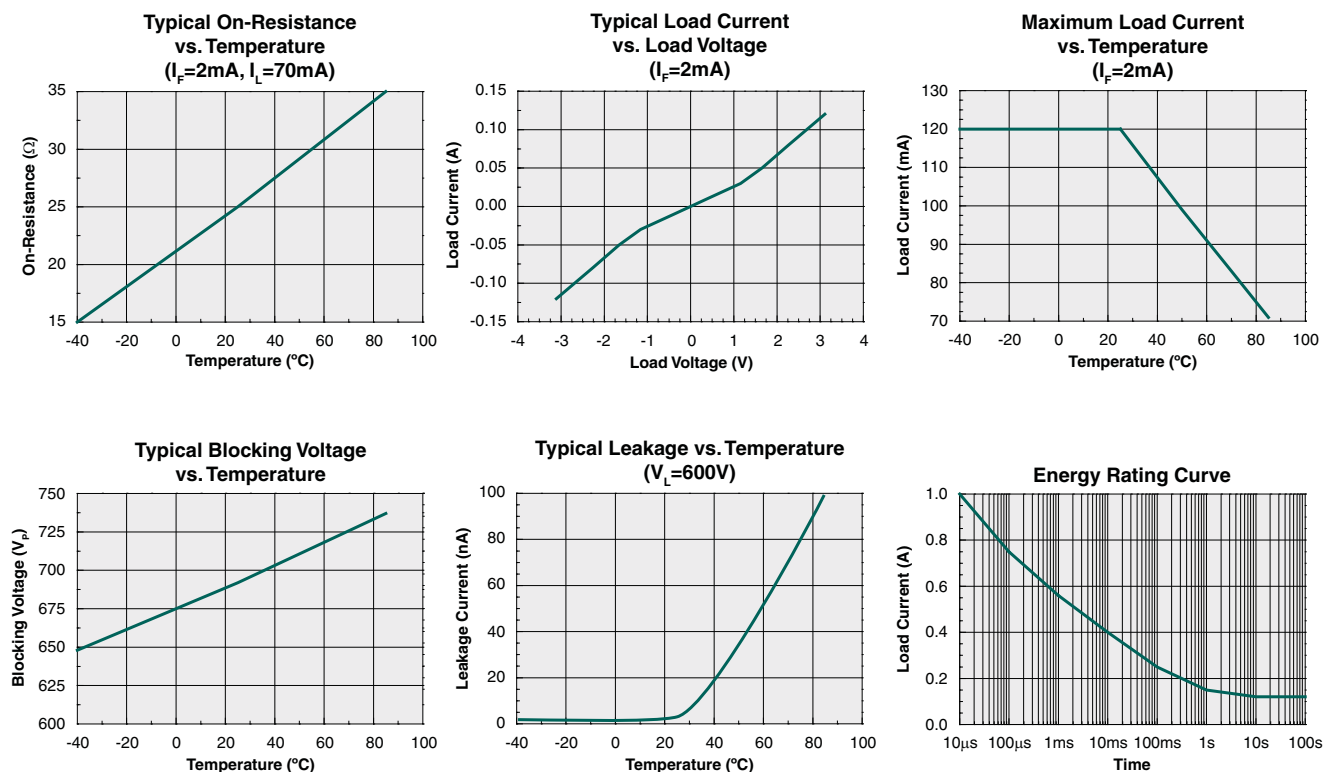 Typical On-Resistance
vs. Temperature
(IF=2mA, IL=70mA)
35
30
25
20
15
On-Resistance (Ω)
-40 -20 0 20 40 60 80 100
Temperature (ºC)
Typical Load Current
vs. Load Voltage
(IF=2mA)
0.15
0.10
0.05
0.00
-0.05
-0.10
-0.15
Load Current (A)
-4 -3 -2 -1 0 1 2 3 4
Load Voltage (V)
Maximum Load Current
vs. Temperature
(IF=2mA)
130
120
110
100
90
80
70
Load Current (mA)
-40 -20 0 20 40 60 80 100
Temperature (ºC)
Typical Blocking Voltage
vs. Temperature
750
725
700
675
650
625
600
Blocking Voltage (VP)
-40 -20 0 20 40 60 80 100
Temperature (ºC)
Typical Leakage vs. Temperature
(VL=600V)
100
80
60
40
20
0
Leakage Current (nA)
-40 -20 0 20 40 60 80 100
Temperature (ºC)
Energy Rating Curve
1.0
0.8
0.6
0.4
0.2
0.0
Load Current (A)
10μs 100μs 1ms 10ms 100ms 1s 10s 100s
Time